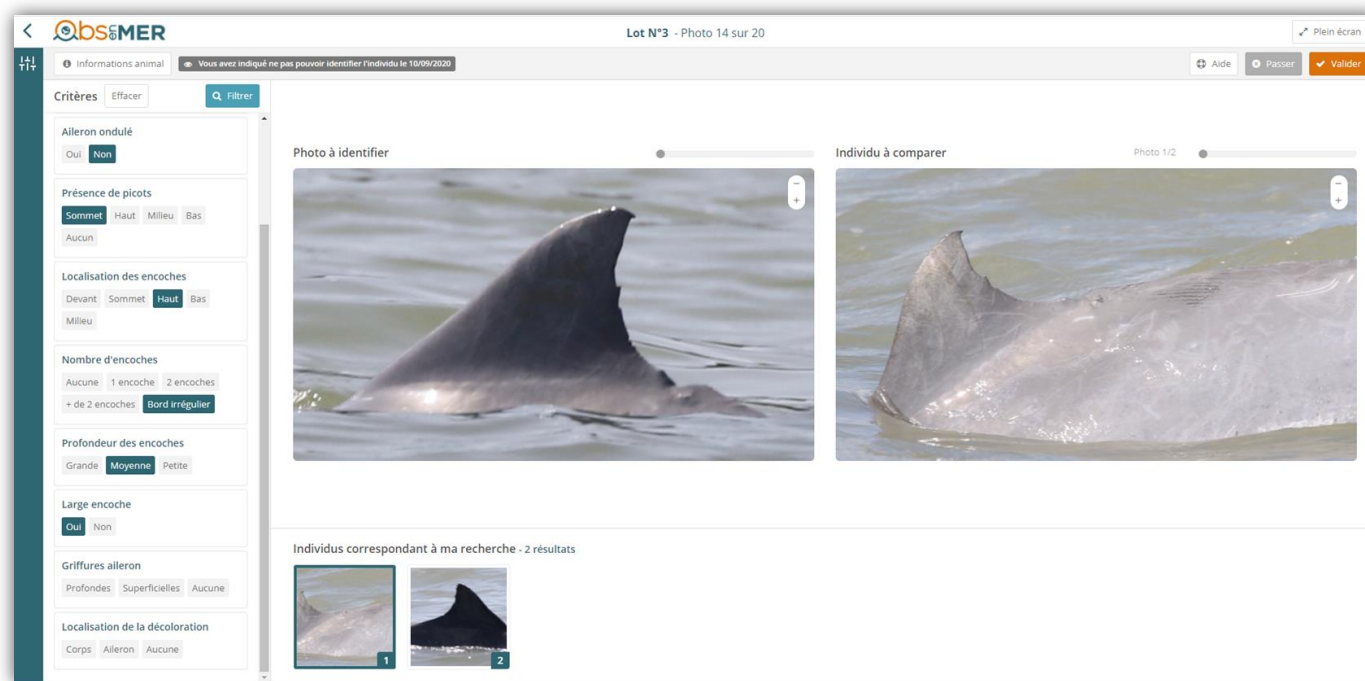 Obs en MER
Lot N°3 - Photo 14 sur 20
Plein écran
Informations animal
Vous avez indiqué ne pas pouvoir identifier l'individu le 10/09/2020
Aide
Passer
Valider
Critères
Effacer
Filtrer
Aileron ondulé
Oui Non
Présence de picots
Sommet Haut Milieu Bas
Aucun
Localisation des encoches
Devant Sommet Haut Bas
Milieu
Nombre d'encoches
Aucune 1 encoche 2 encoches
+ de 2 encoches Bord irrégulier
Profondeur des encoches
Grande Moyenne Petite
Large encoche
Oui Non
Griffures aileron
Profondes Superficielles Aucune
Localisation de la décoloration
Corps Aileron Aucune
Photo à identifier
Individu à comparer
Photo 1/2
Individus correspondant à ma recherche - 2 résultats
1
2